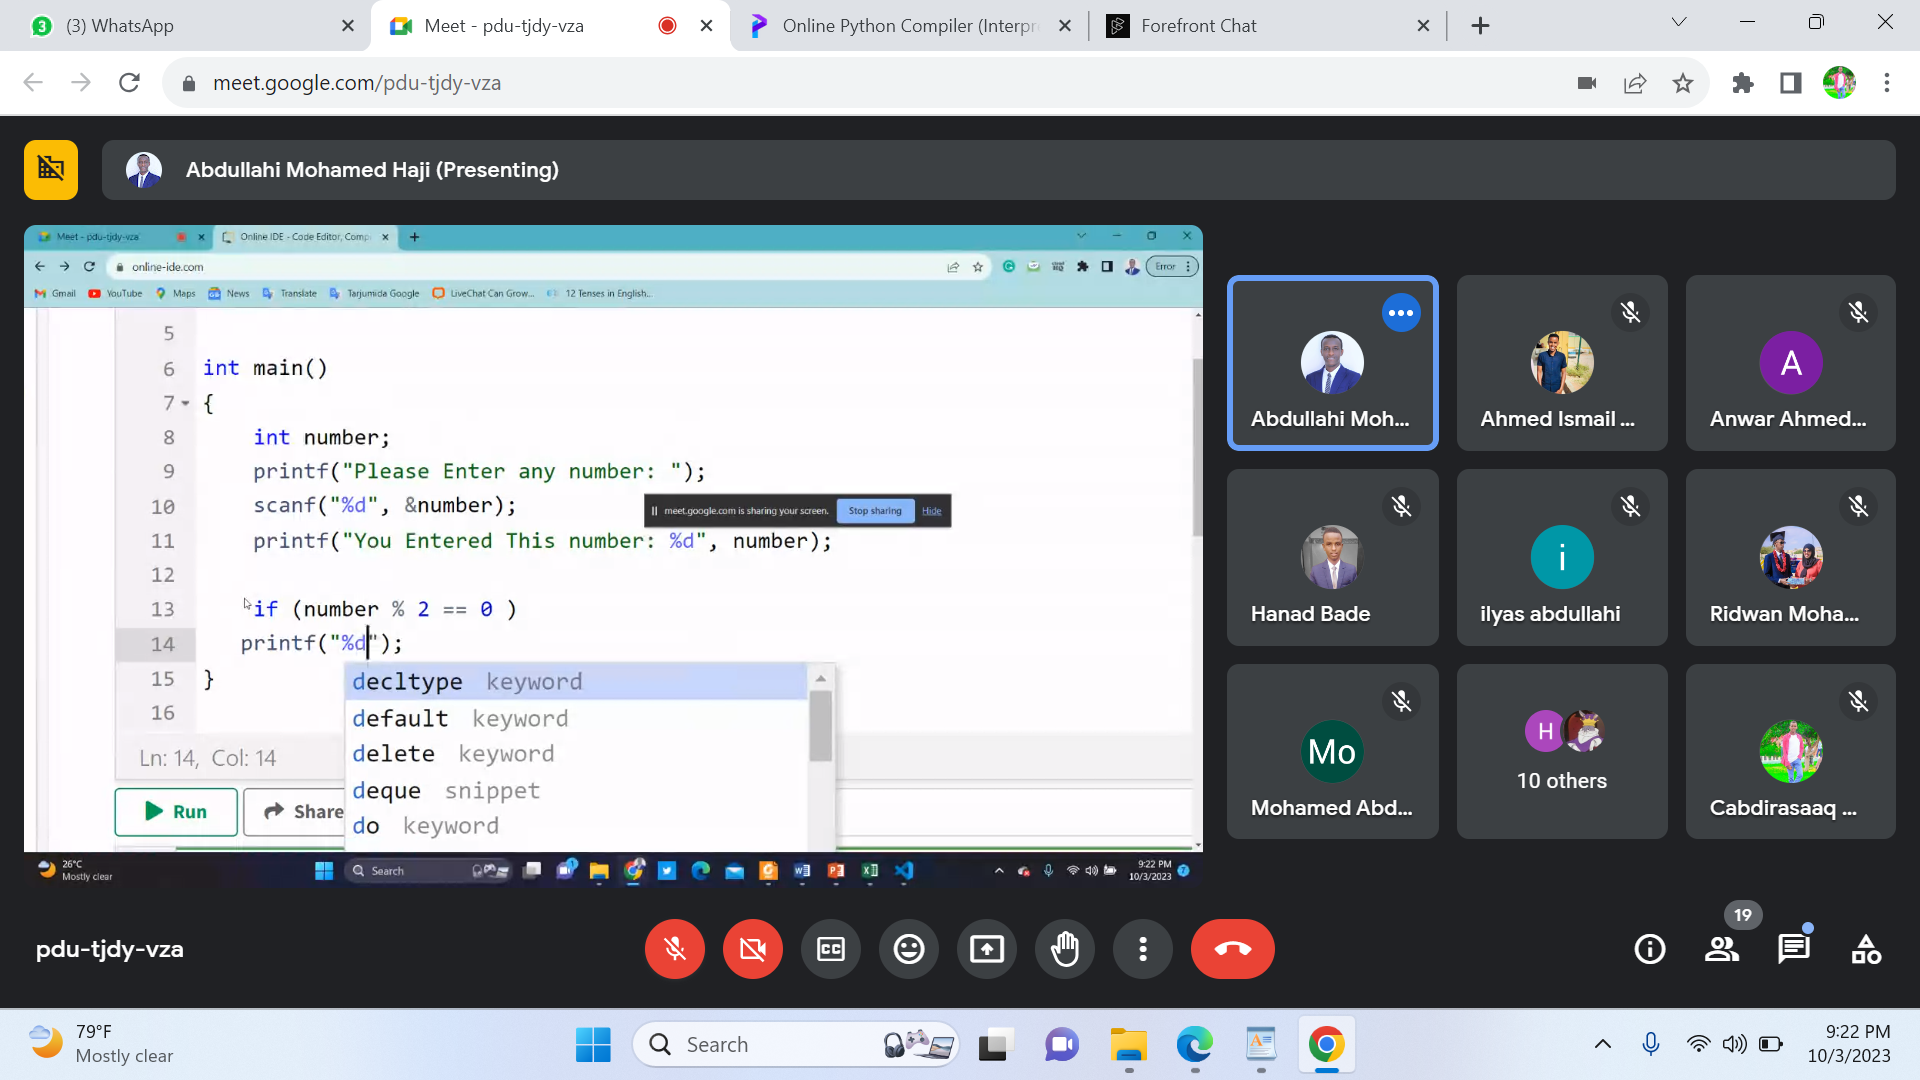 (3) WhatsApp
Meet - pdu-tjdy-vza
Online Python Compiler (Interpre
Forefront Chat
meet.google.com/pdu-tjdy-vza
Abdullahi Mohamed Haji (Presenting)
Meet - pdu-tjdy-vza
Online IDE - Code Editor, Comp
online-ide.com
Error
Gmail
YouTube
Maps
News
Translate
Tarjumida Google
LiveChat Can Grow...
12 Tenses in English...
5
6 int main()
7 {
8 int number;
9 printf("Please Enter any number: ");
10 scanf("%d", &number);
meet.google.com is sharing your screen. Stop sharing Hide
11 printf("You Entered This number: %d", number);
12
13 if (number % 2 == 0 )
14 printf("%d");
15 }
16
decltype keyword
default keyword
delete keyword
deque snippet
do keyword
Ln: 14, Col: 14
Run
Share
26°C
Mostly clear
Search
9:22 PM
10/3/2023
Abdullahi Moh...
Ahmed Ismail ...
A
Anwar Ahmed...
Hanad Bade
i
ilyas abdullahi
Ridwan Moha...
Mo
Mohamed Abd...
H
10 others
Cabdirasaaq ...
pdu-tjdy-vza
CC
19
79°F
Mostly clear
Search
9:22 PM
10/3/2023